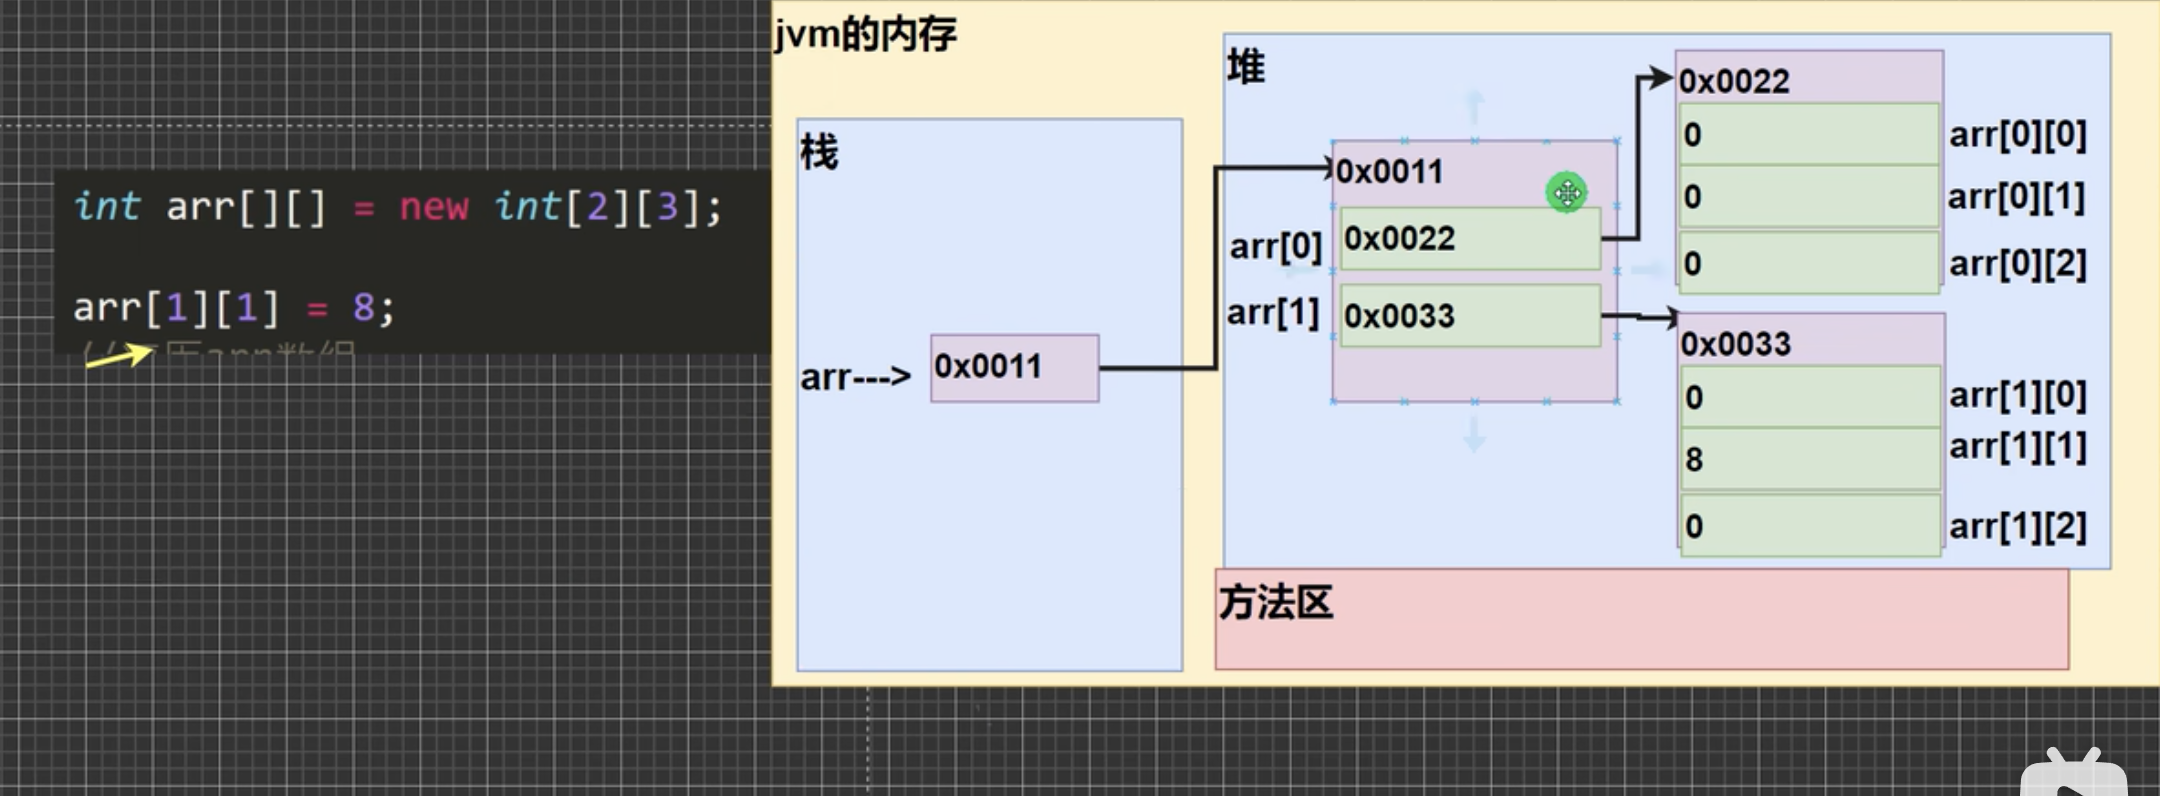 jvm的内存
堆
栈
int arr[][] = new int[2][3];
arr[1][1] = 8;
arr--->
0x0011
0x0011
arr[0]
0x0022
arr[1]
0x0033
0x0022
0
arr[0][0]
0
arr[0][1]
0
arr[0][2]
0x0033
0
arr[1][0]
8
arr[1][1]
0
arr[1][2]
方法区